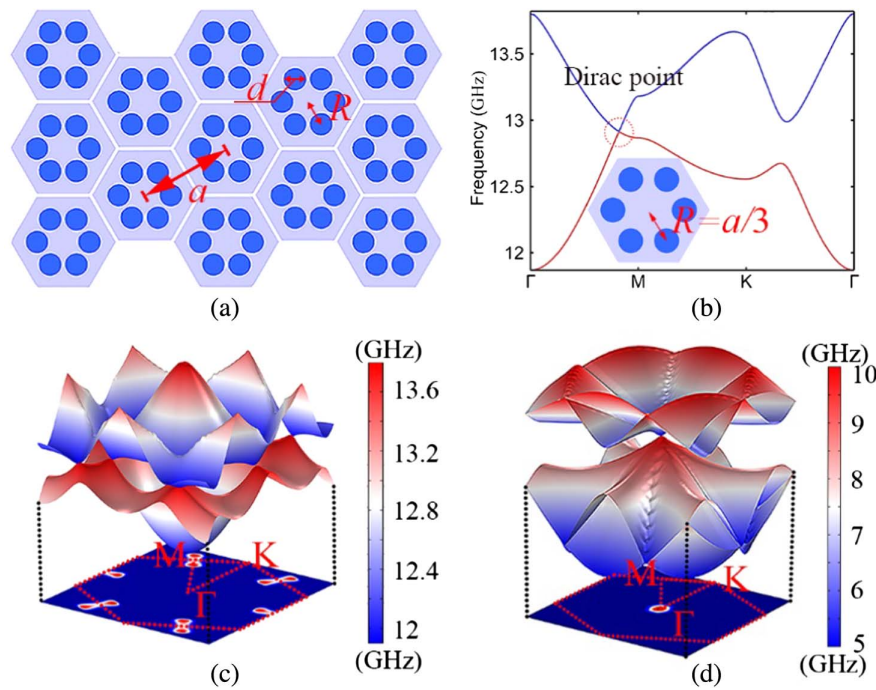 d
R
a
(a)
Frequency (GHz)
13.5
13
12.5
12
Dirac point
R=a/3
Γ
M
K
Γ
(b)
(GHz)
13.6
13.2
12.8
12.4
12
(GHz)
M
K
Γ
(c)
(GHz)
10
9
8
7
6
5
(GHz)
M
K
Γ
(d)